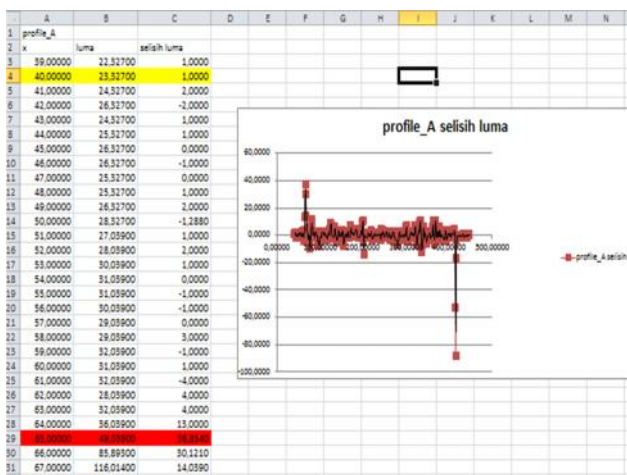 A B C D E F G H I J K L M N
1 profile_A
2 x luma selisih luma
3 39,00000 22,32700 1,0000
4 40,00000 23,32700 1,0000
5 41,00000 24,32700 2,0000
6 42,00000 26,32700 -2,0000
7 43,00000 24,32700 1,0000
8 44,00000 25,32700 1,0000
9 45,00000 26,32700 0,0000
10 46,00000 26,32700 -1,0000
11 47,00000 25,32700 0,0000
12 48,00000 25,32700 1,0000
13 49,00000 26,32700 2,0000
14 50,00000 28,32700 -1,2880
15 51,00000 27,03900 1,0000
16 52,00000 28,03900 2,0000
17 53,00000 30,03900 1,0000
18 54,00000 31,03900 0,0000
19 55,00000 31,03900 -1,0000
20 56,00000 30,03900 -1,0000
21 57,00000 29,03900 0,0000
22 58,00000 29,03900 3,0000
23 59,00000 32,03900 -1,0000
24 60,00000 31,03900 1,0000
25 61,00000 32,03900 -4,0000
26 62,00000 28,03900 4,0000
27 63,00000 32,03900 4,0000
28 64,00000 36,03900 13,0000
29 65,00000 49,03900 36,8540
30 66,00000 85,89300 30,1210
31 67,00000 116,01400 14,0390
profile_A selisih luma
60,0000
40,0000
20,0000
0,0000
0,00000 500,00000
-20,0000
-40,0000
-60,0000
-80,0000
-100,0000
profile_A selisih